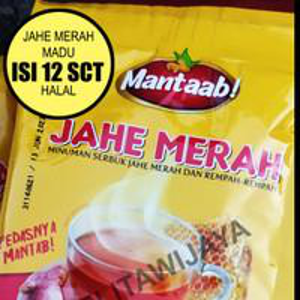 JAHE MERAH
MADU
ISI 12 SCT
HALAL
Mantaab!
JAHE MERAH
MINUMAN SERBUK JAHE MERAH DAN REMPAH-REMPAH
PEDASNYA
MANTAB!